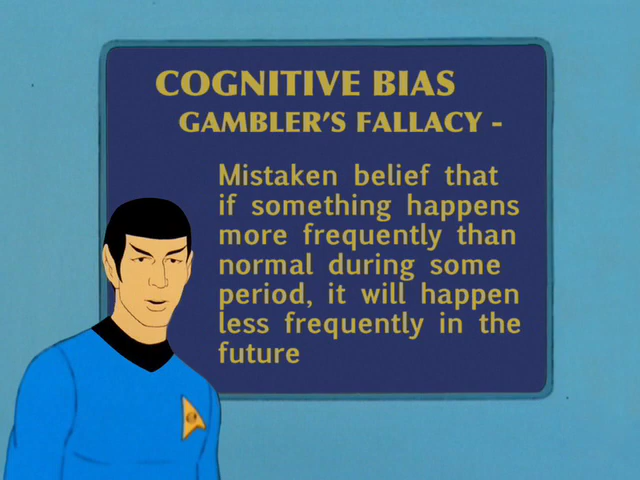 COGNITIVE BIAS
GAMBLER'S FALLACY -
Mistaken belief that
if something happens
more frequently than
normal during some
period, it will happen
less frequently in the
future